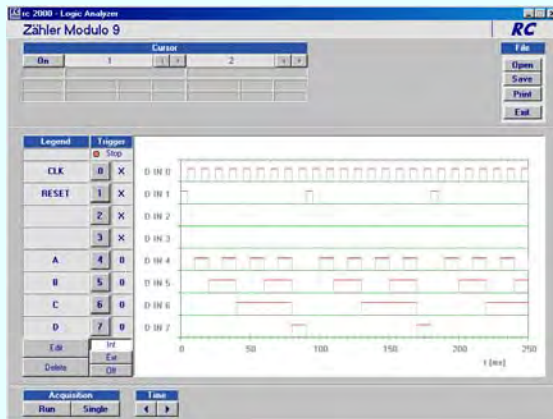 rc 2000 - Logic Analyzer
Zähler Modulo 9
RC
Cursor
On 1 2
File
Open
Save
Print
Exit
Legend Trigger
Stop
CLK 0 X D IN 0
RESET 1 X D IN 1
2 X D IN 2
3 X D IN 3
A 4 0 D IN 4
B 5 0 D IN 5
C 6 0 D IN 6
D 7 0 D IN 7
Edit Int
Ext
Delete Off
0 50 100 150 200 250
t [ms]
Acquisition Time
Run Single